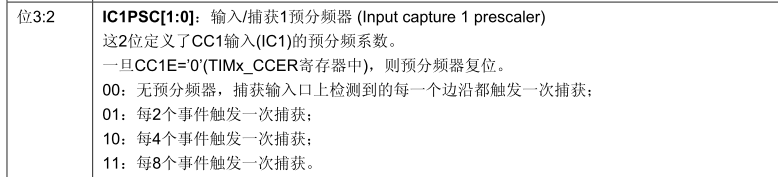 位3:2
IC1PSC[1:0]：输入/捕获1预分频器 (Input capture 1 prescaler)
这2位定义了CC1输入(IC1)的预分频系数。
一旦CC1E='0'(TIMx_CCER寄存器中)，则预分频器复位。
00：无预分频器，捕获输入口上检测到的每一个边沿都触发一次捕获；
01：每2个事件触发一次捕获；
10：每4个事件触发一次捕获；
11：每8个事件触发一次捕获。